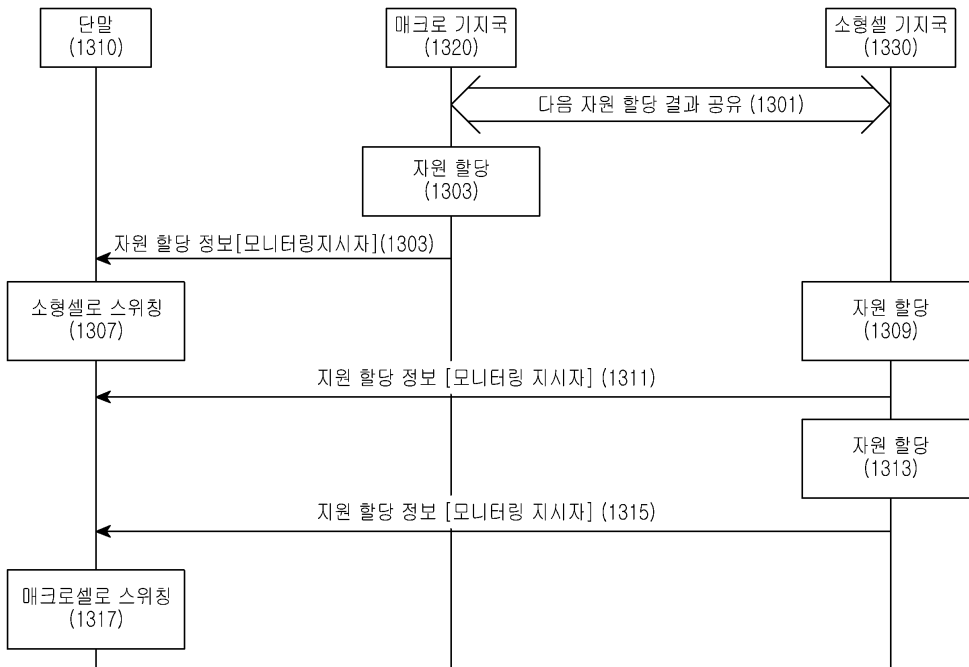 단말
(1310)
매크로 기지국
(1320)
소형셀 기지국
(1330)
다음 자원 할당 결과 공유 (1301)
자원 할당
(1303)
자원 할당 정보[모니터링지시자](1303)
소형셀로 스위칭
(1307)
자원 할당
(1309)
지원 할당 정보 [모니터링 지시자] (1311)
자원 할당
(1313)
지원 할당 정보 [모니터링 지시자] (1315)
매크로셀로 스위칭
(1317)